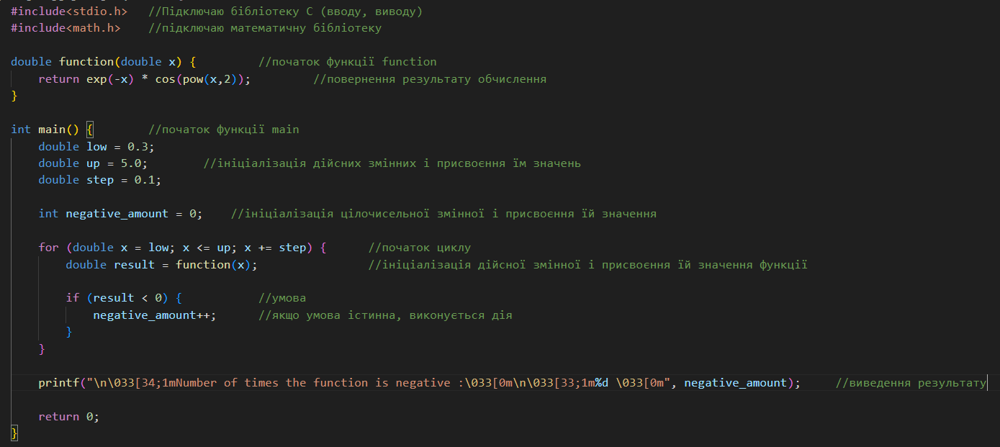 #include<stdio.h>   //Підключаю бібліотеку C (вводу, виводу)
#include<math.h>    //підключаю математичну бібліотеку

double function(double x) {         //початок функції function
    return exp(-x) * cos(pow(x,2));         //повернення результату обчислення
}

int main() {        //початок функції main
    double low = 0.3;
    double up = 5.0;        //ініціалізація дійсних змінних і присвоєння їм значень
    double step = 0.1;

    int negative_amount = 0;    //ініціалізація цілочисельної змінної і присвоєння їй значення

    for (double x = low; x <= up; x += step) {      //початок циклу
        double result = function(x);                //ініціалізація дійсної змінної і присвоєння їй значення функції

        if (result < 0) {           //умова
            negative_amount++;      //якщо умова істинна, виконується дія
        }
    }

    printf("\n\033[34;1mNumber of times the function is negative :\033[0m\n\033[33;1m%d \033[0m", negative_amount);     //виведення результату

    return 0;
}